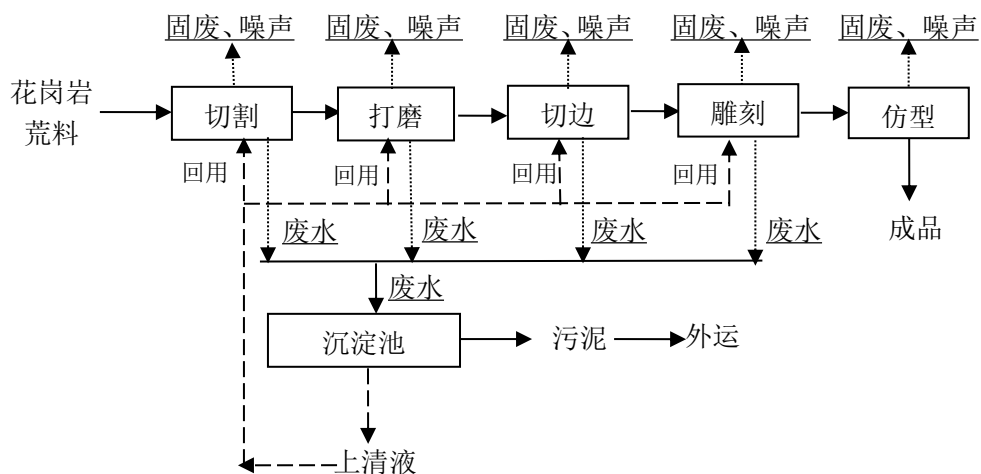 固废、噪声 固废、噪声 固废、噪声 固废、噪声 固废、噪声
花岗岩
荒料
切割 打磨 切边 雕刻 仿型
回用 回用 回用 回用
废水 废水 废水 废水
成品
废水
沉淀池 污泥 外运
上清液